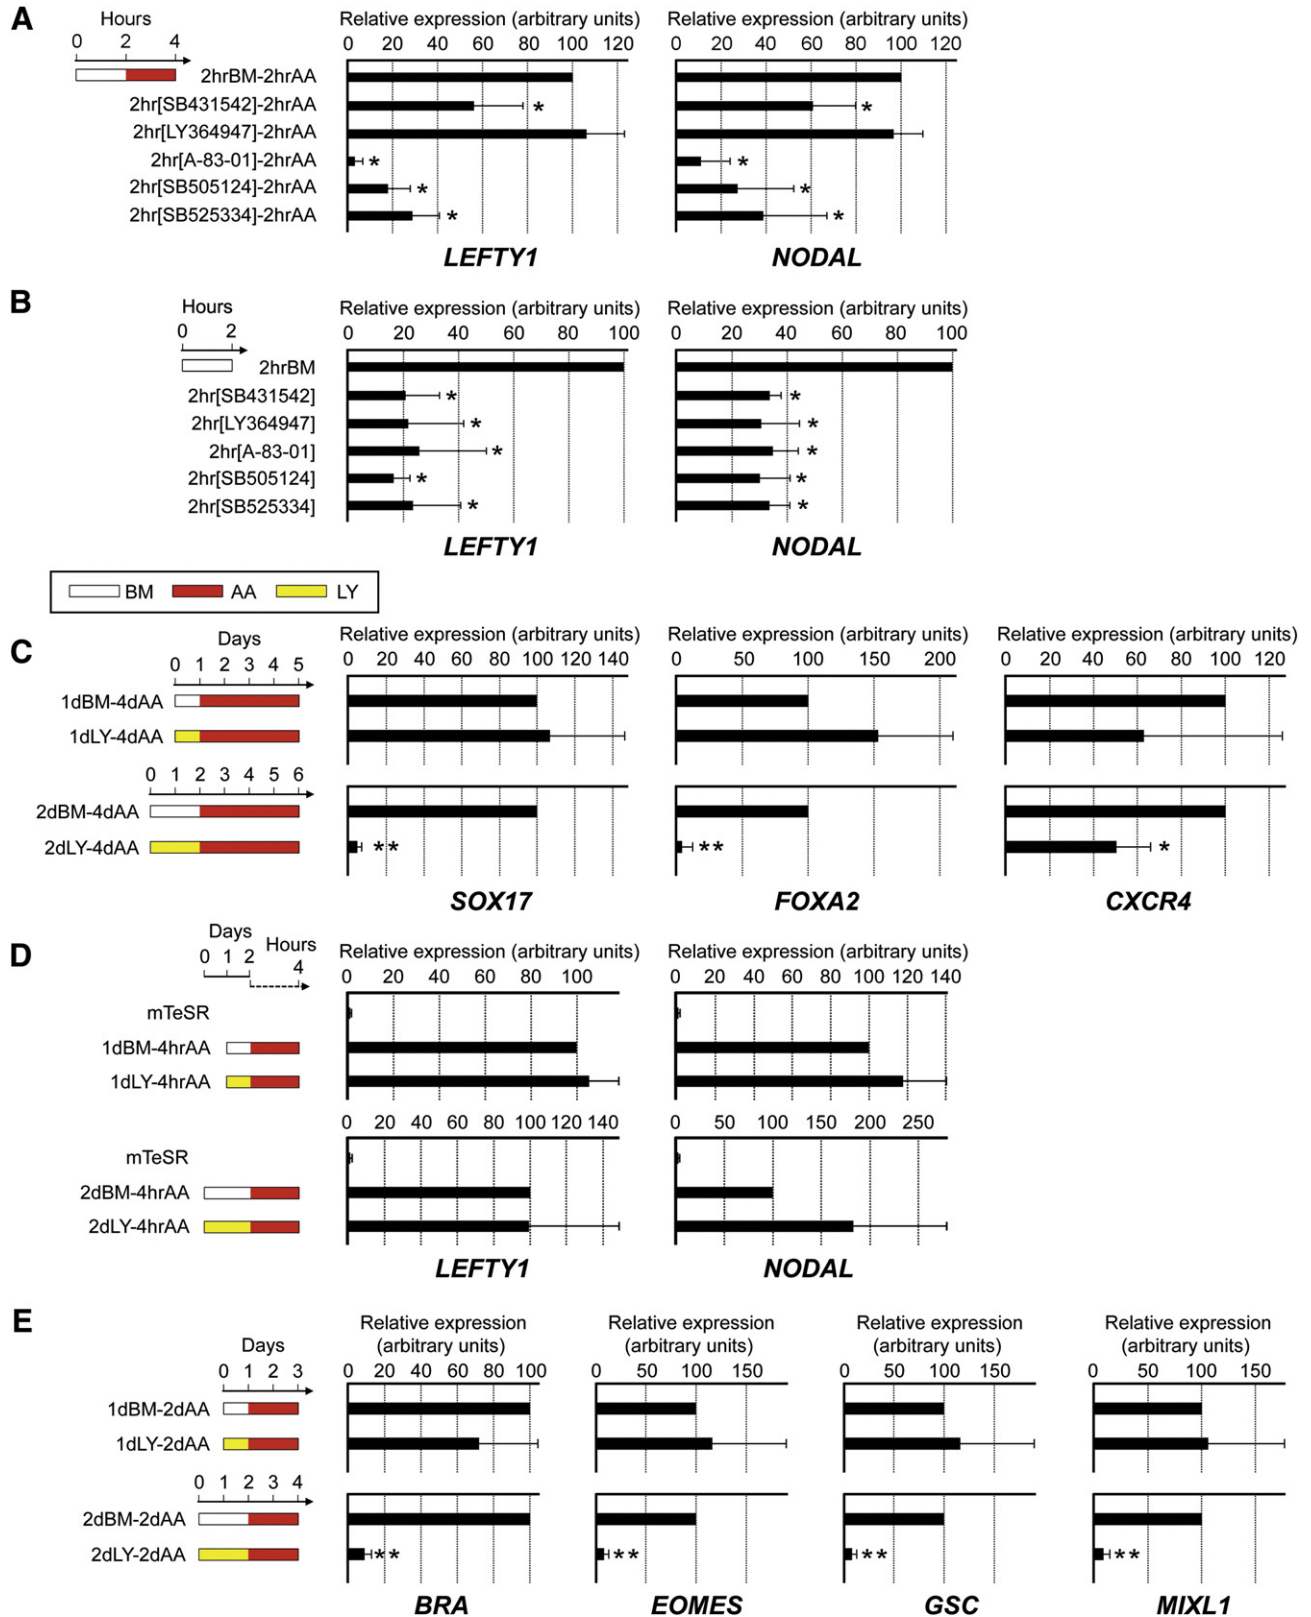 A
Hours
0 2 4
Relative expression (arbitrary units)
0 20 40 60 80 100 120
Relative expression (arbitrary units)
0 20 40 60 80 100 120
2hrBM-2hrAA
2hr[SB431542]-2hrAA * *
2hr[LY364947]-2hrAA
2hr[A-83-01]-2hrAA * *
2hr[SB505124]-2hrAA * *
2hr[SB525334]-2hrAA * *
LEFTY1 NODAL
B
Hours
0 2
Relative expression (arbitrary units)
0 20 40 60 80 100
Relative expression (arbitrary units)
0 20 40 60 80 100
2hrBM
2hr[SB431542] * *
2hr[LY364947] * *
2hr[A-83-01] * *
2hr[SB505124] * *
2hr[SB525334] * *
LEFTY1 NODAL
BM AA LY
C
Days
0 1 2 3 4 5
Relative expression (arbitrary units)
0 20 40 60 80 100 120 140
Relative expression (arbitrary units)
0 50 100 150 200
Relative expression (arbitrary units)
0 20 40 60 80 100 120
1dBM-4dAA
1dLY-4dAA
0 1 2 3 4 5 6
2dBM-4dAA
2dLY-4dAA ** ** *
SOX17 FOXA2 CXCR4
D
Days
0 1 2
Hours
4
Relative expression (arbitrary units)
0 20 40 60 80 100
Relative expression (arbitrary units)
0 20 40 60 80 100 120 140
mTeSR
1dBM-4hrAA
1dLY-4hrAA
0 20 40 60 80 100 120 140
0 50 100 150 200 250
mTeSR
2dBM-4hrAA
2dLY-4hrAA
LEFTY1 NODAL
E
Days
0 1 2 3
Relative expression
(arbitrary units)
0 20 40 60 80 100
Relative expression
(arbitrary units)
0 50 100 150
Relative expression
(arbitrary units)
0 50 100 150
Relative expression
(arbitrary units)
0 50 100 150
1dBM-2dAA
1dLY-2dAA
0 1 2 3 4
2dBM-2dAA
2dLY-2dAA ** ** ** **
BRA EOMES GSC MIXL1